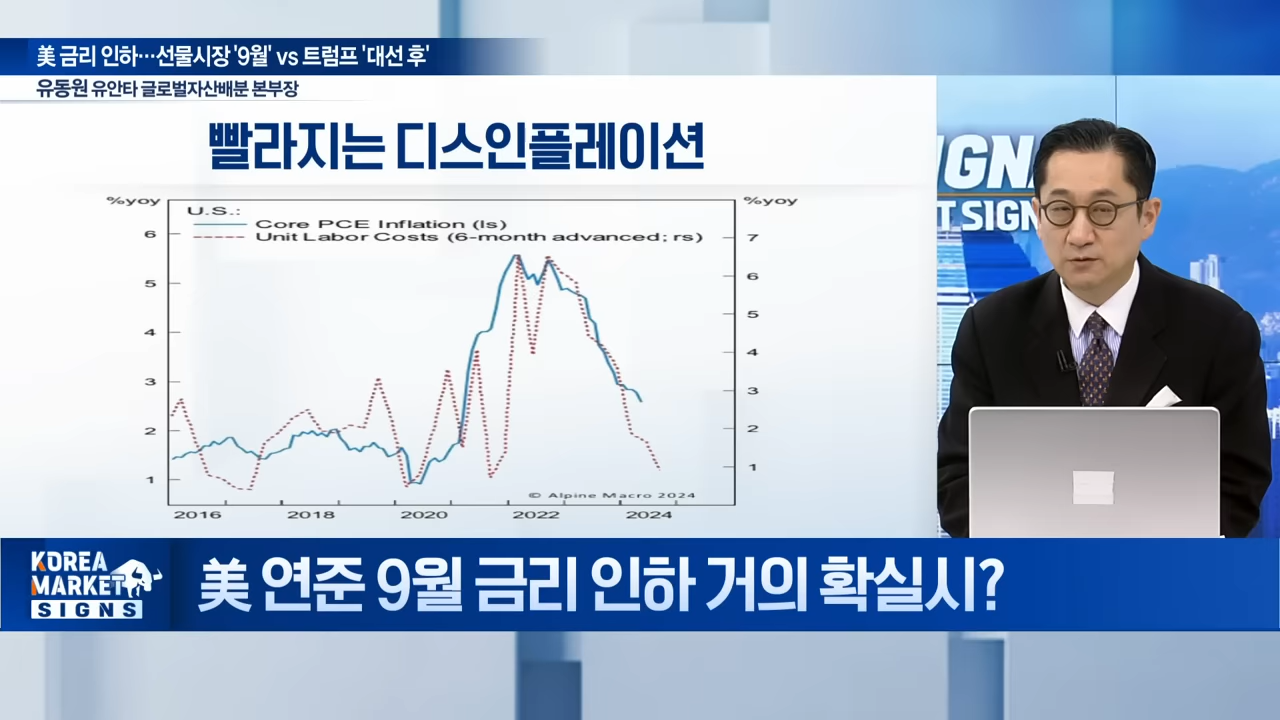 美 금리 인하…선물시장 '9월' vs 트럼프 '대선 후'
유동원 유안타 글로벌자산배분 본부장
빨라지는 디스인플레이션
%yoy
%yoy
U.S.:
Core PCE Inflation (ls)
Unit Labor Costs (6-month advanced; rs)
6
5
4
3
2
1
7
6
5
4
3
2
1
© Alpine Macro 2024
2016 2018 2020 2022 2024
IGN
T SIGN
KOREA
MARKET
SIGNS
美 연준 9월 금리 인하 거의 확실시?